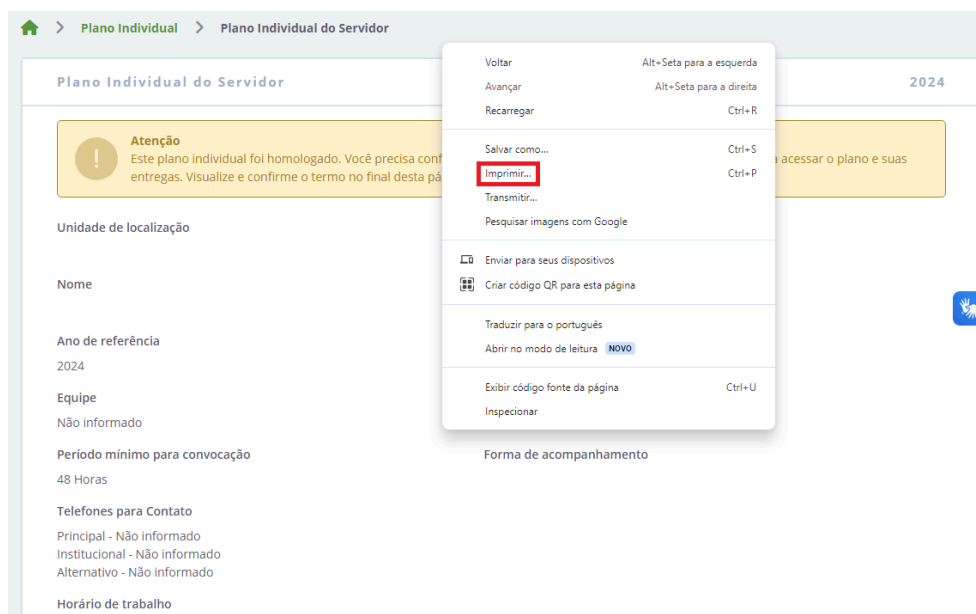 Plano Individual > Plano Individual do Servidor
Plano Individual do Servidor
2024
Atenção
Este plano individual foi homologado. Você precisa conf
a acessar o plano e suas
entregas. Visualize e confirme o termo no final desta pá
Unidade de localização
Nome
Ano de referência
2024
Equipe
Não informado
Período mínimo para convocação
48 Horas
Forma de acompanhamento
Telefones para Contato
Principal - Não informado
Institucional - Não informado
Alternativo - Não informado
Horário de trabalho
Voltar Alt+Seta para a esquerda
Avançar Alt+Seta para a direita
Recarregar Ctrl+R
Salvar como... Ctrl+S
Imprimir... Ctrl+P
Transmitir...
Pesquisar imagens com Google
Enviar para seus dispositivos
Criar código QR para esta página
Traduzir para o português
Abrir no modo de leitura NOVO
Exibir código fonte da página Ctrl+U
Inspecionar